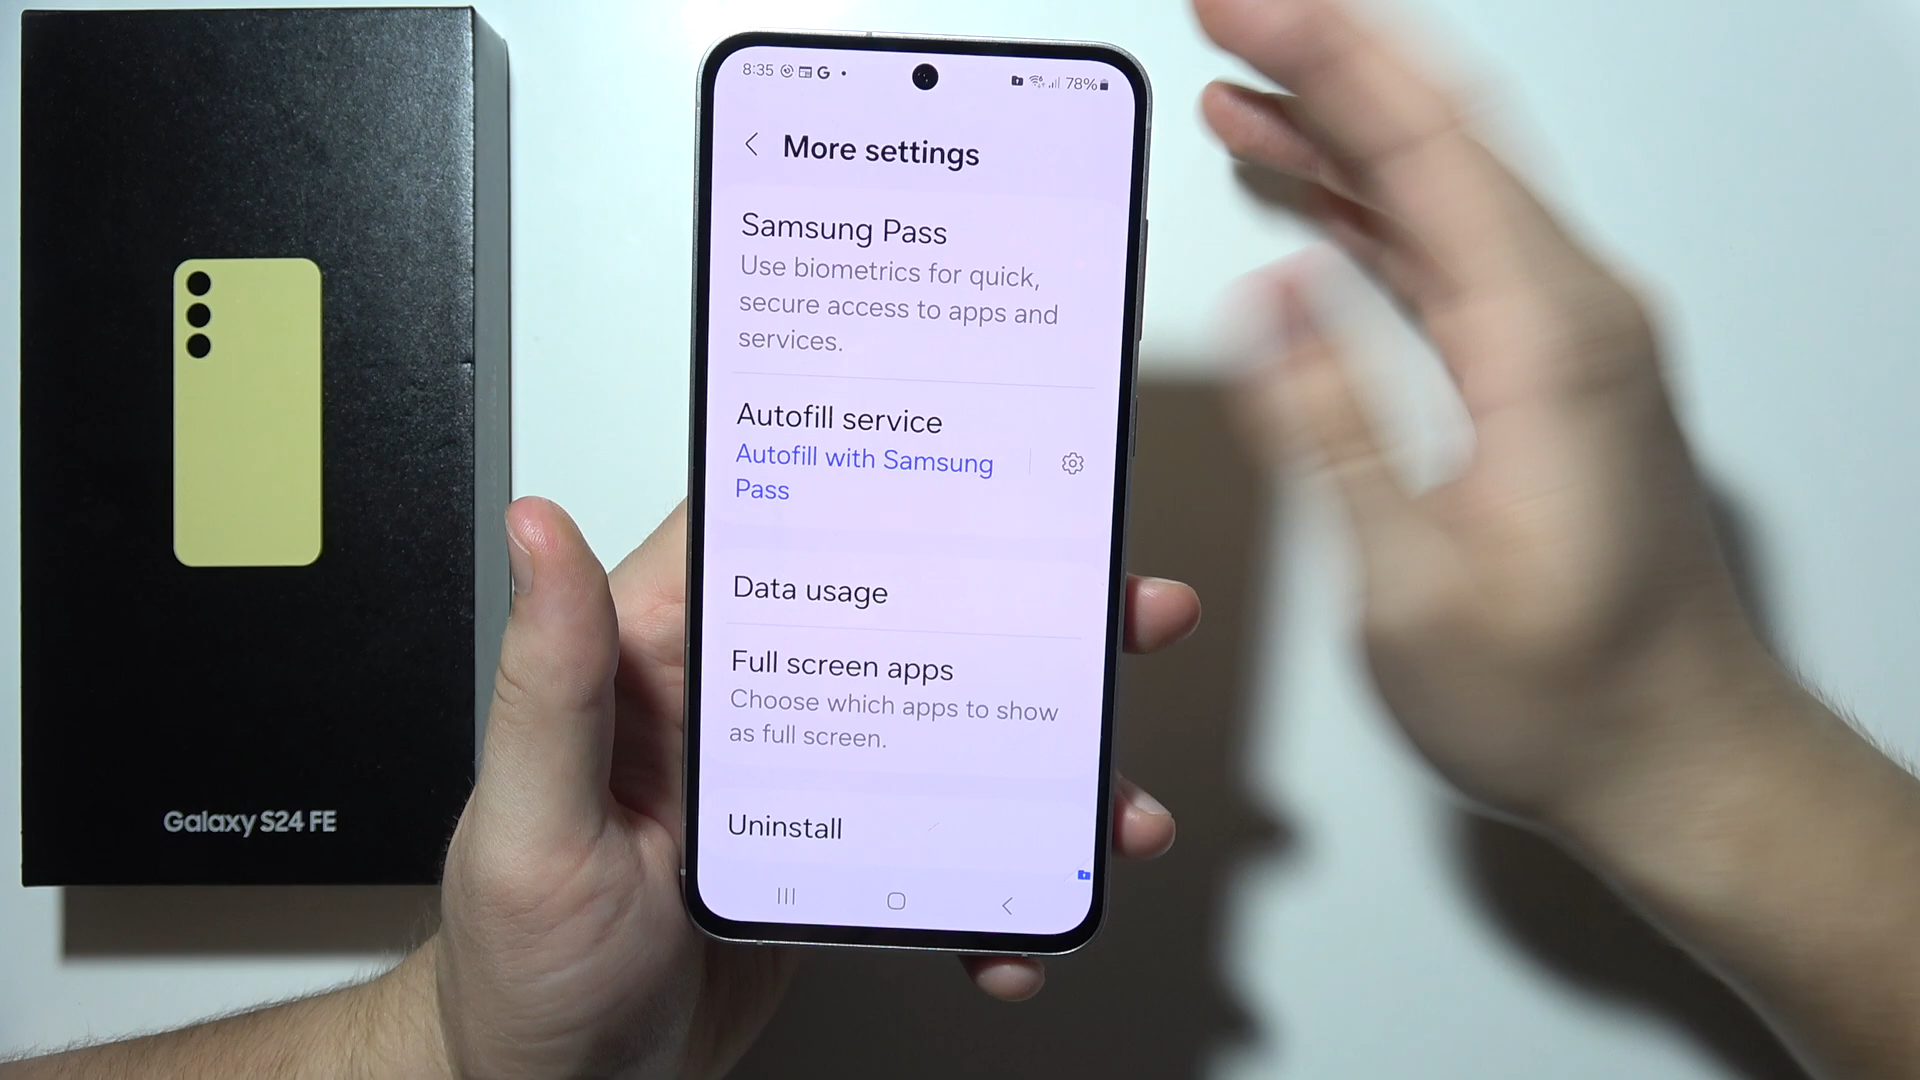 8:35 G
78%
More settings
Samsung Pass
Use biometrics for quick,
secure access to apps and
services.
Autofill service
Autofill with Samsung
Pass
Data usage
Full screen apps
Choose which apps to show
as full screen.
Uninstall
Galaxy S24 FE